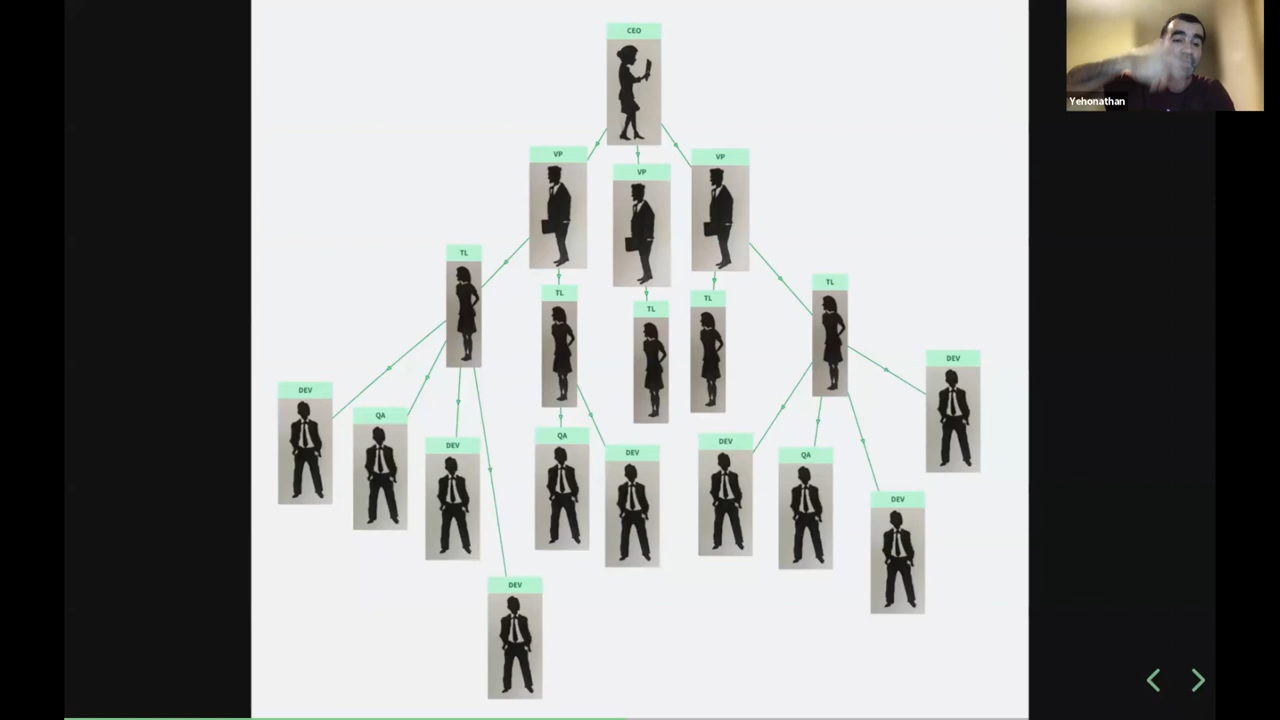 CEO
Yehonathan
VP
VP
VP
TL
TL
TL
TL
TL
DEV
DEV
QA
DEV
QA
DEV
DEV
QA
DEV
DEV